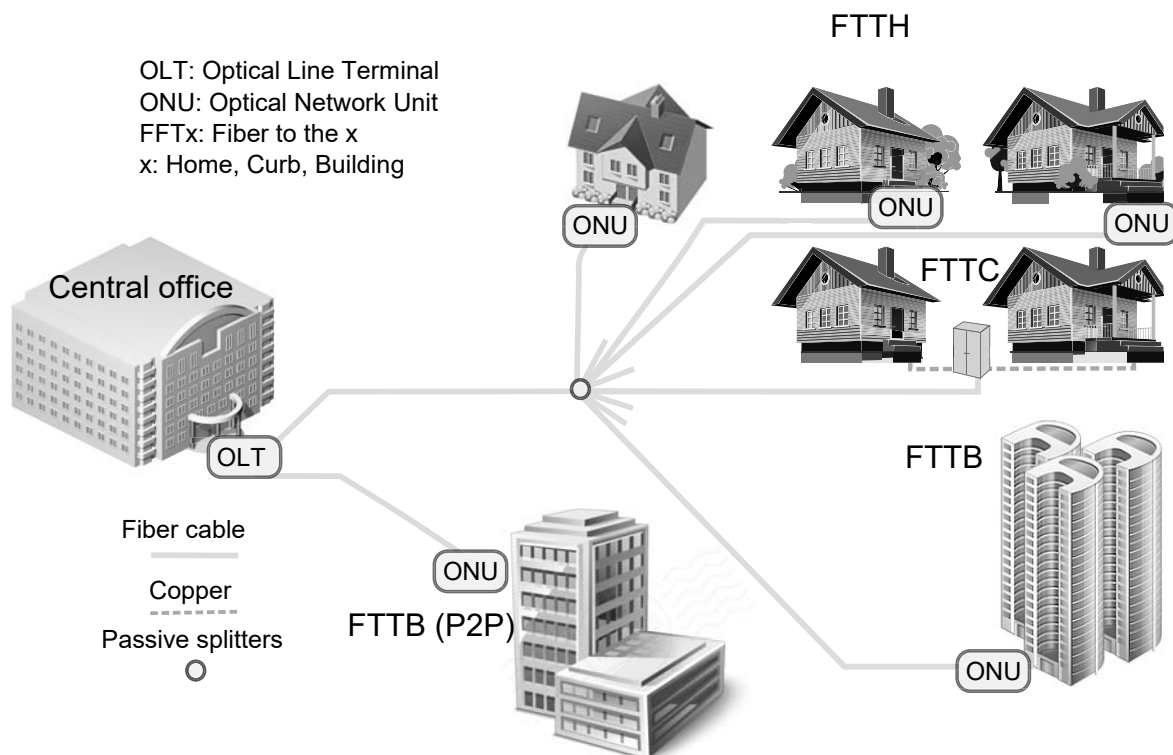 FTTH
OLT: Optical Line Terminal
ONU: Optical Network Unit
FFTx: Fiber to the x
x: Home, Curb, Building
ONU
ONU
ONU
Central office
FTTC
OLT
FTTB
Fiber cable
ONU
Copper
FTTB (P2P)
Passive splitters
ONU